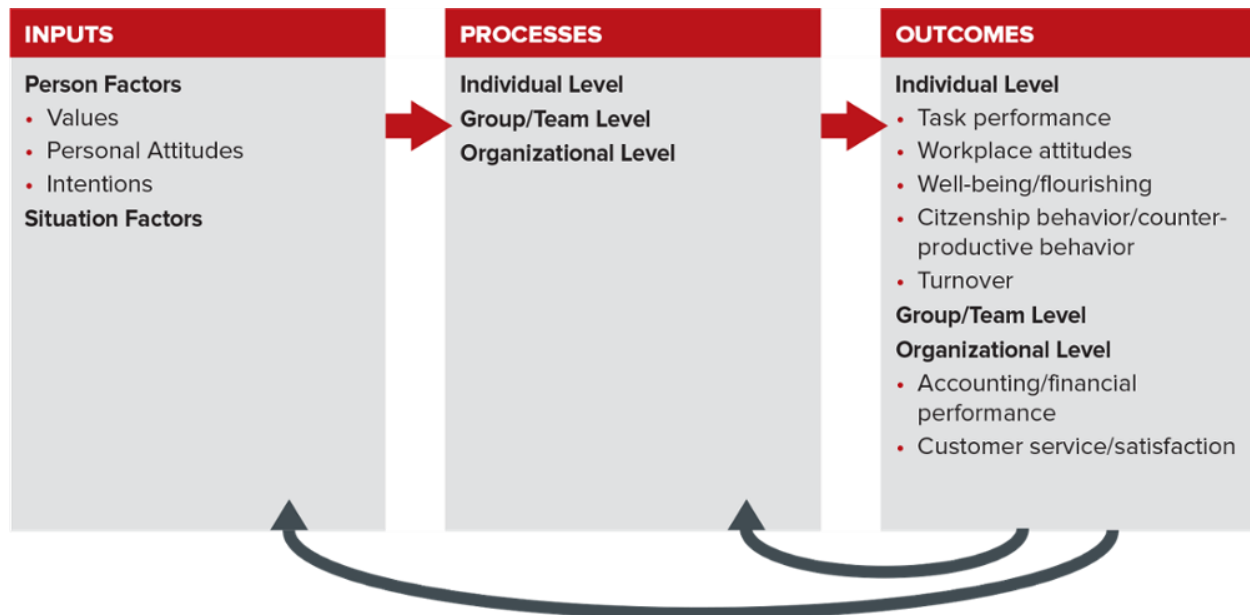 INPUTS
Person Factors
• Values
• Personal Attitudes
• Intentions
Situation Factors
PROCESSES
Individual Level
Group/Team Level
Organizational Level
OUTCOMES
Individual Level
• Task performance
• Workplace attitudes
• Well-being/flourishing
• Citzenship behavior/counter-
productive behavior
• Turnover
Group/Team Level
Organizational Level
• Accounting/financial
performance
• Customer service/satisfaction